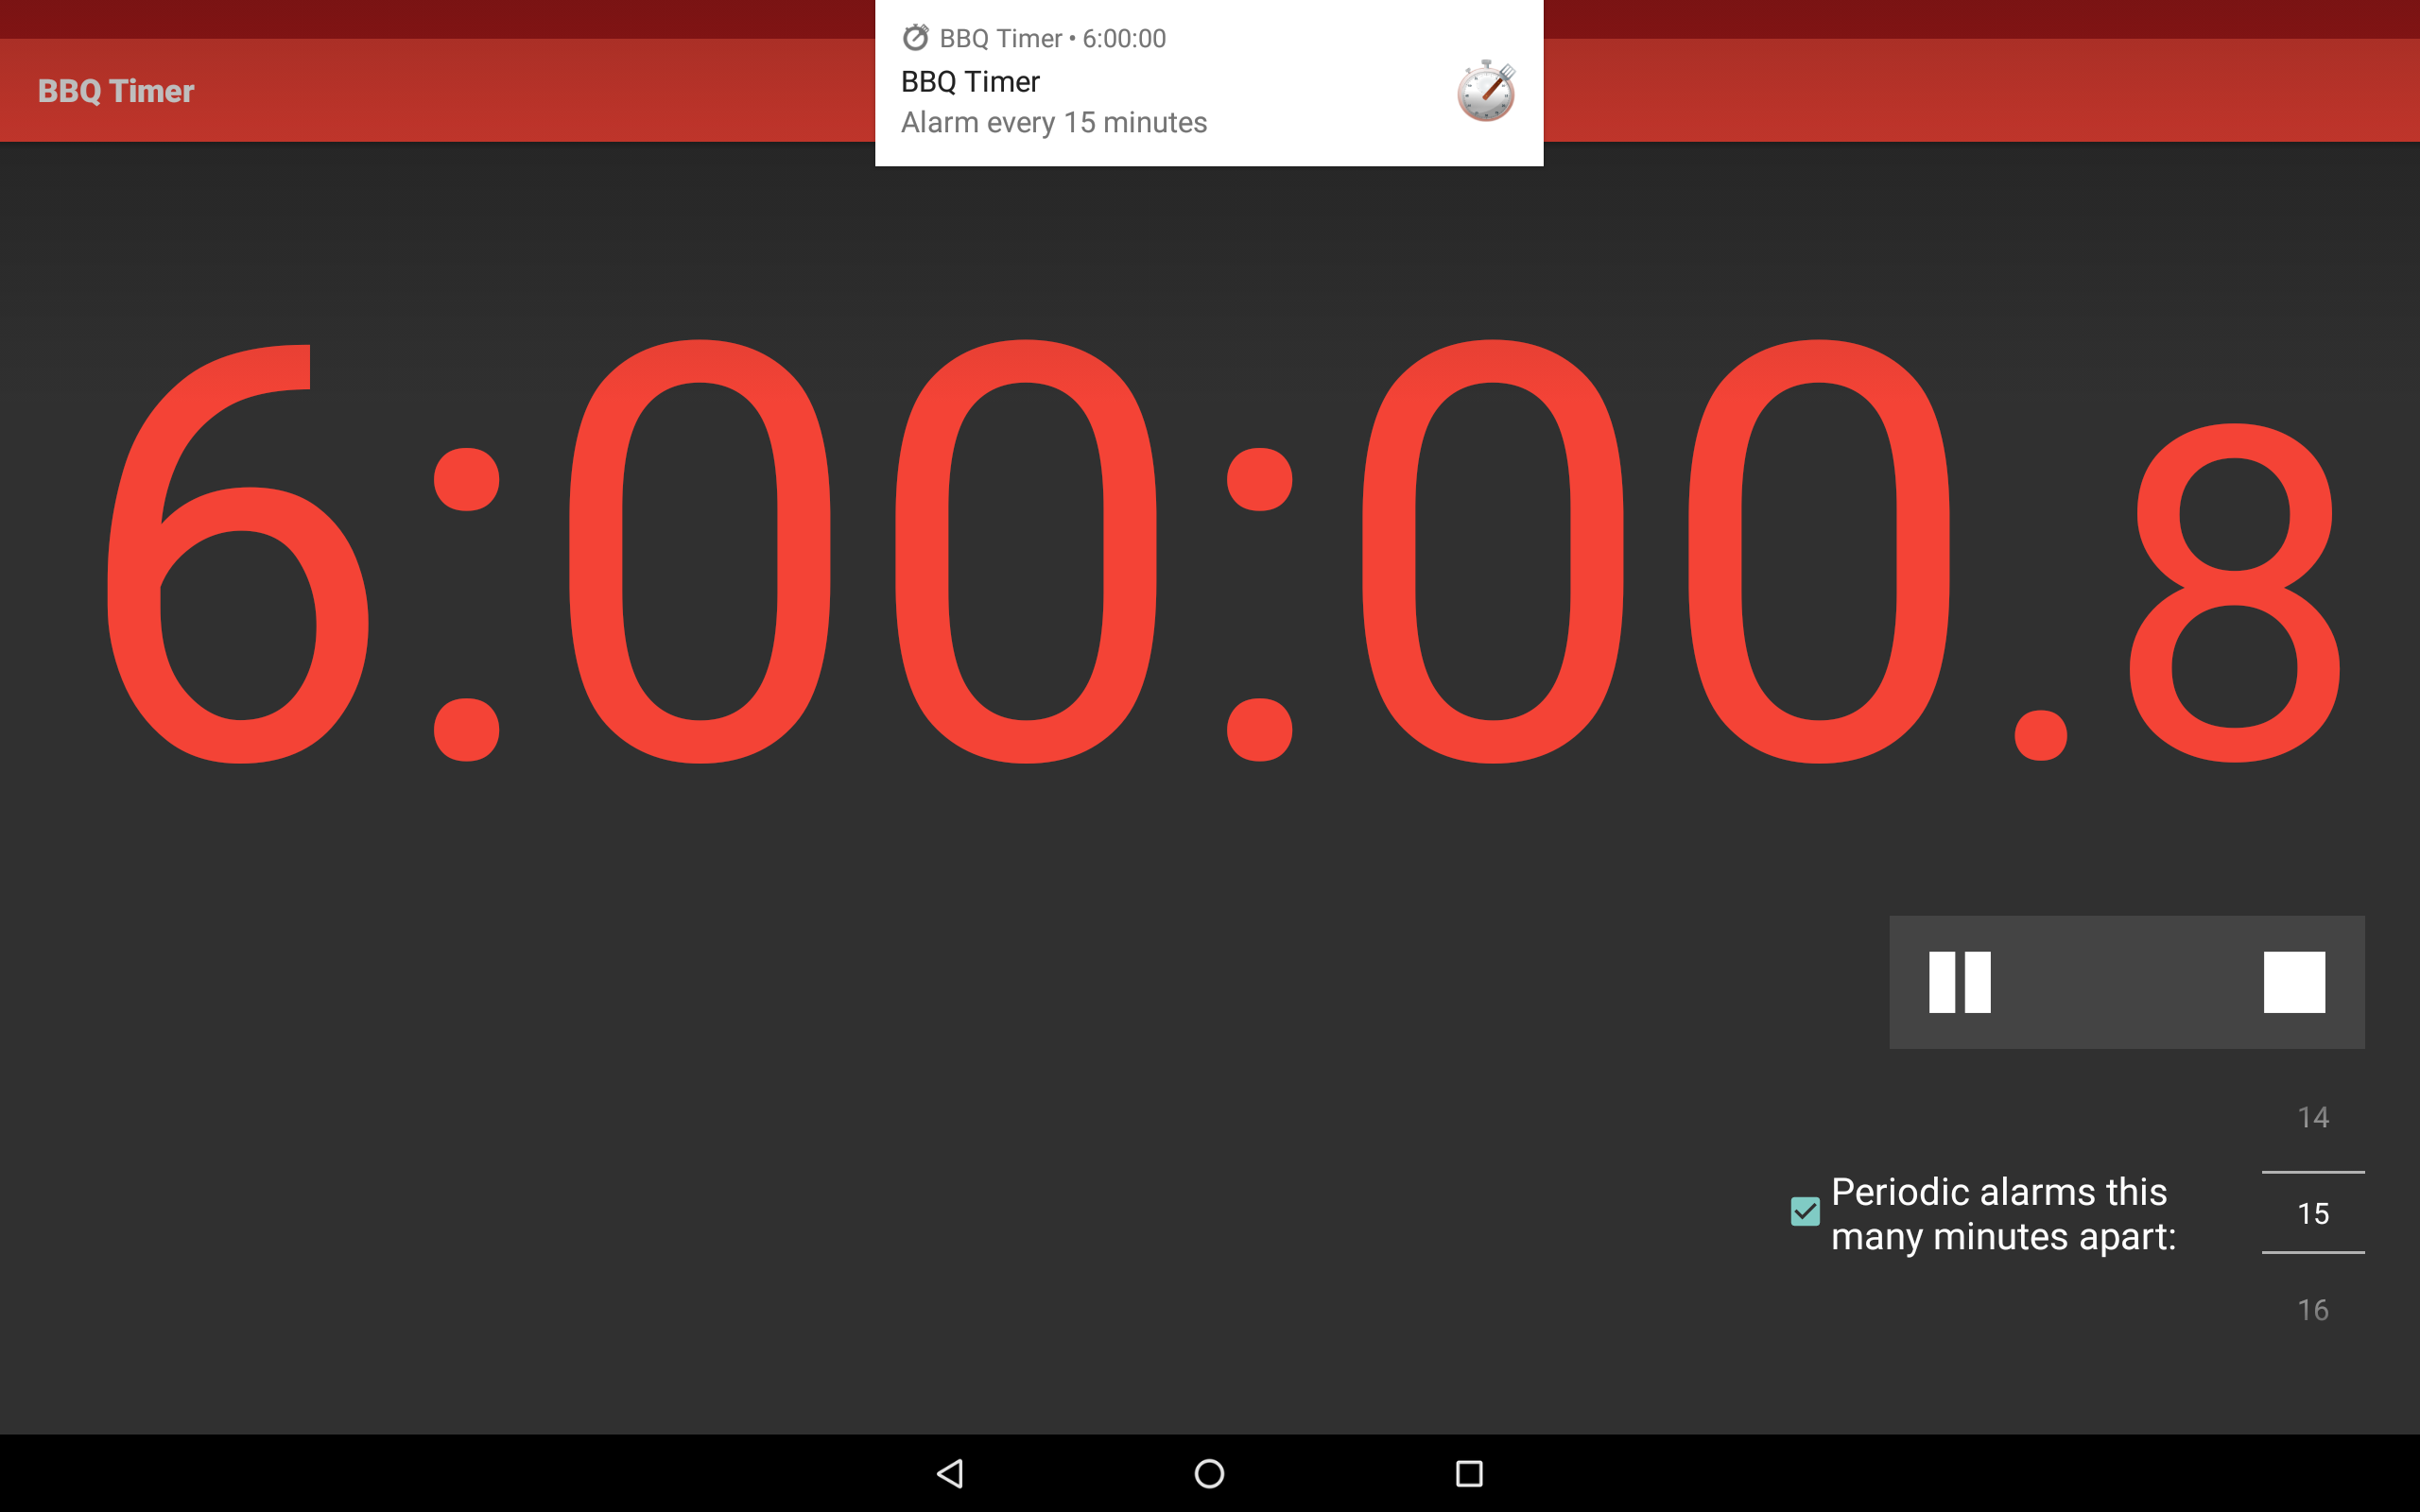 BBQ Timer • 6:00:00
BBQ Timer
BBQ Timer
Alarm every 15 minutes
6:00:00.8
14
Periodic alarms this
many minutes apart:
15
16